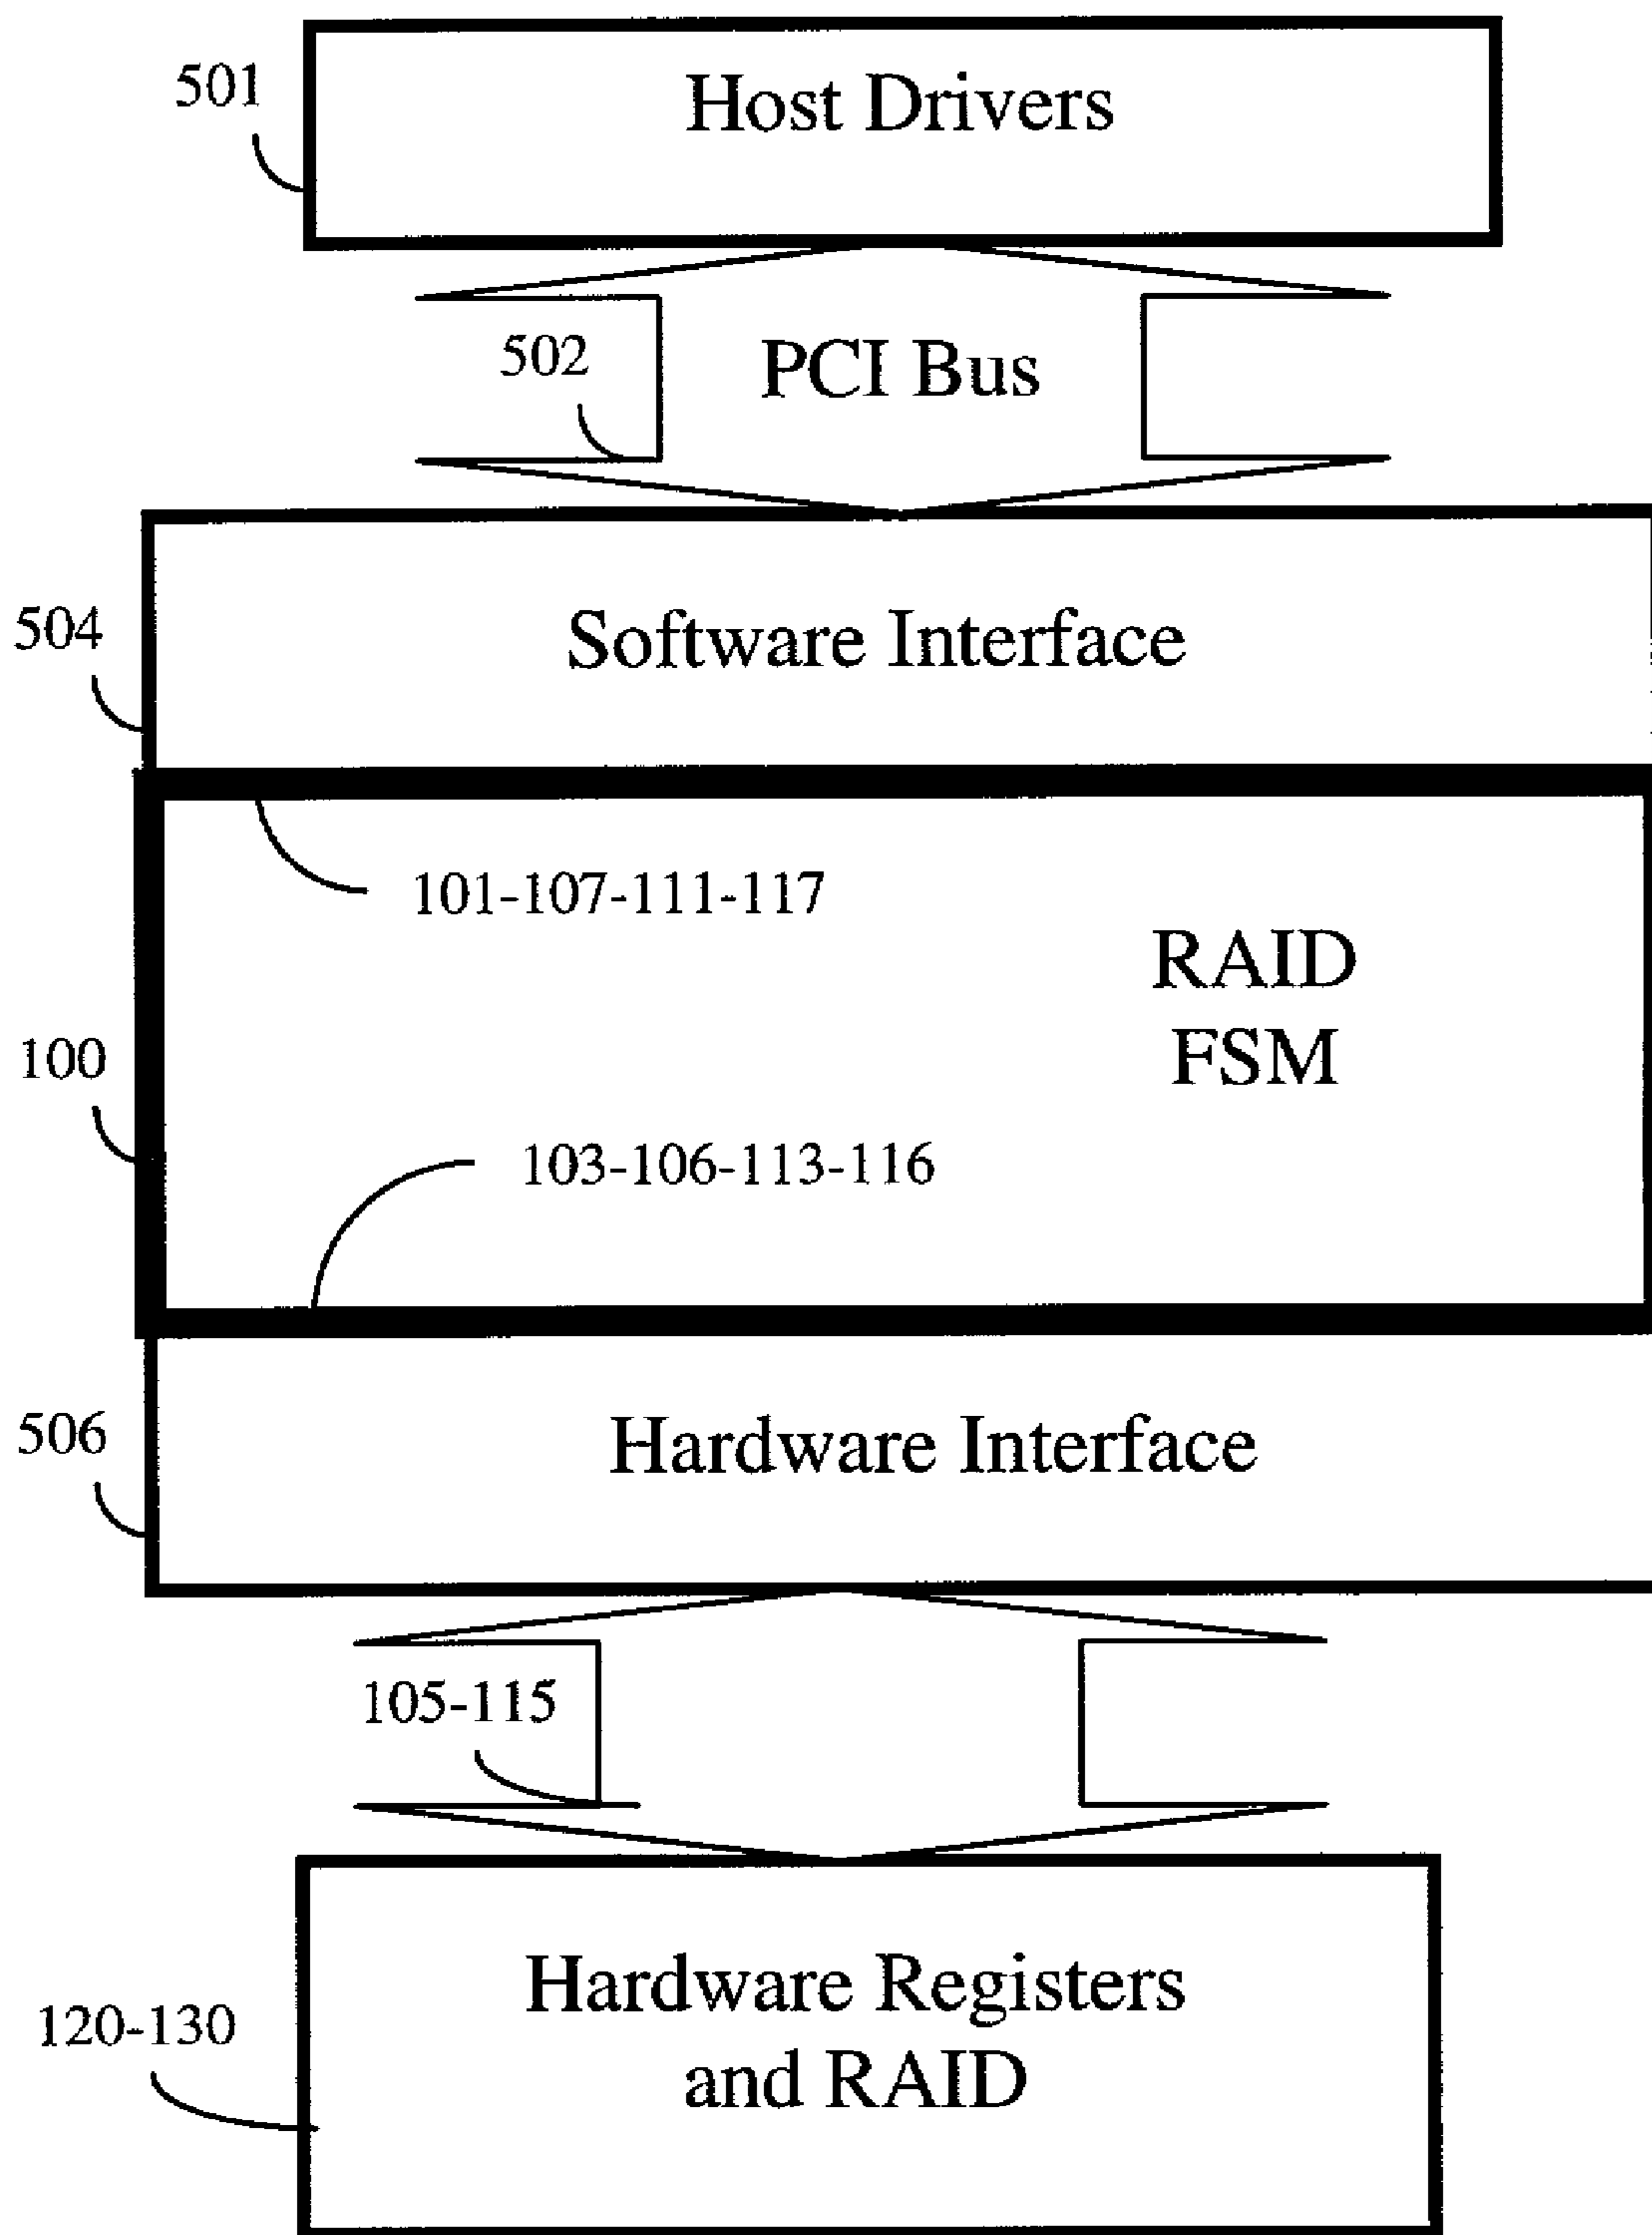 501
Host Drivers
502
PCI Bus
504
Software Interface
101-107-111-117
RAID
FSM
100
103-106-113-116
506
Hardware Interface
105-115
Hardware Registers
and RAID
120-130